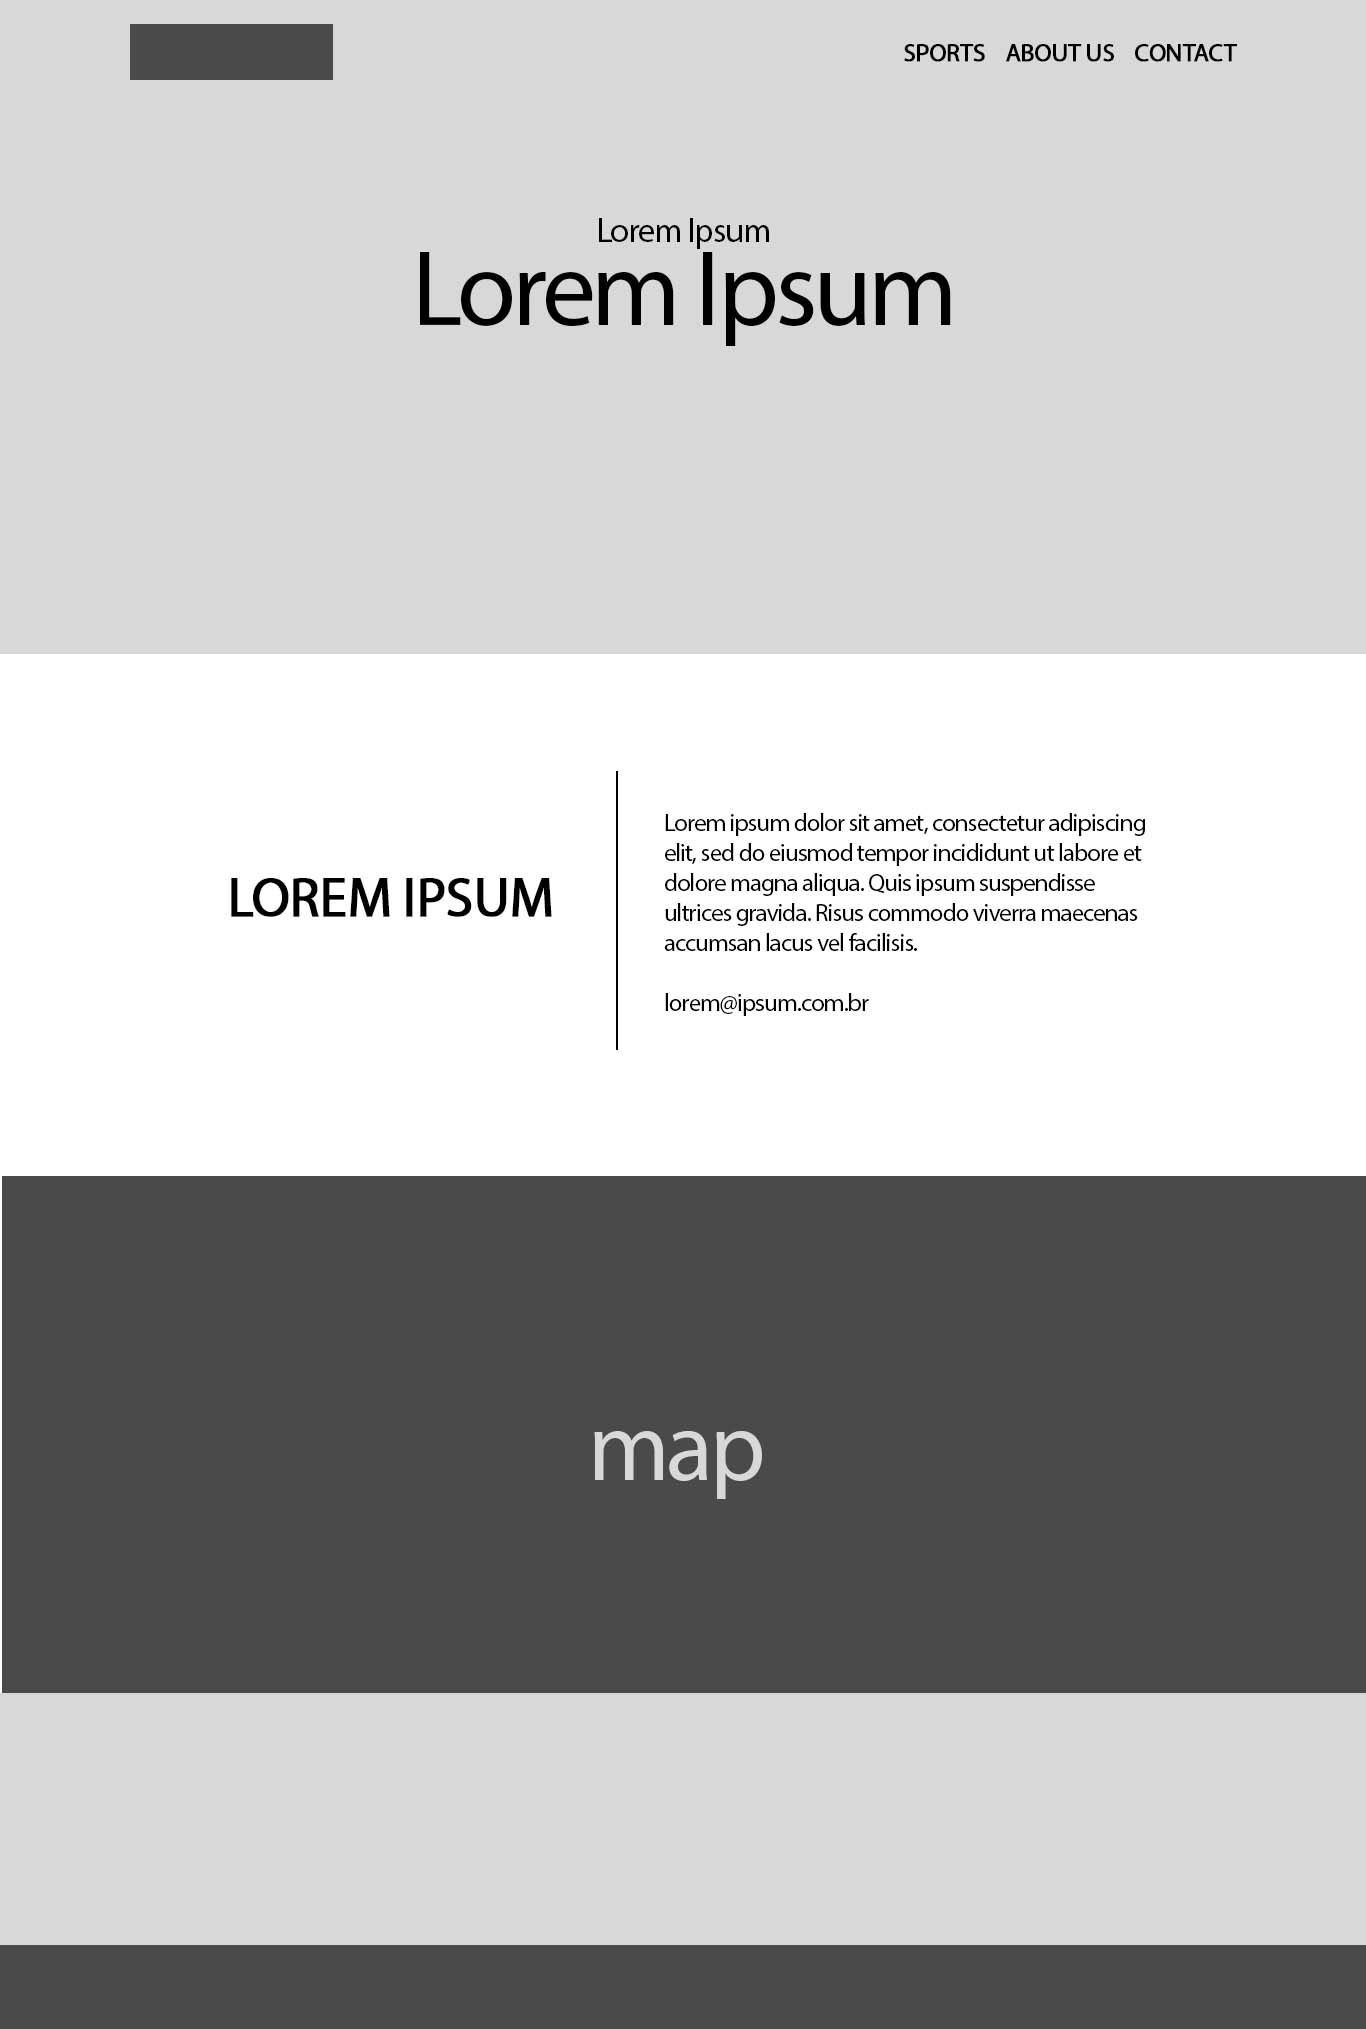 SPORTS ABOUT US CONTACT
Lorem Ipsum
Lorem Ipsum
LOREM IPSUM
Lorem ipsum dolor sit amet, consectetur adipiscing
elit, sed do eiusmod tempor incididunt ut labore et
dolore magna aliqua. Quis ipsum suspendisse
ultrices gravida. Risus commodo viverra maecenas
accumsan lacus vel facilisis.
lorem@ipsum.com.br
map